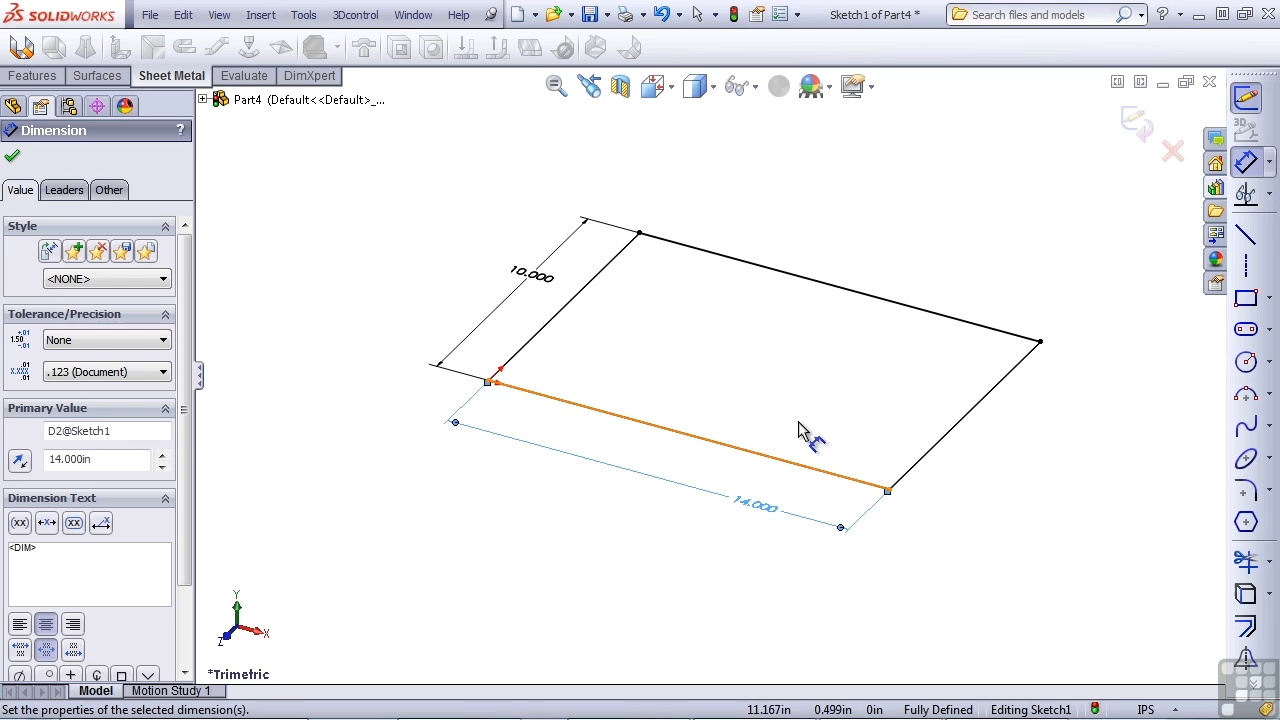 SOLIDWORKS
File Edit View Insert Tools 3Dcontrol Window Help
Sketch1 of Part4 *
Search files and models
?
Features Surfaces Sheet Metal Evaluate DimXpert
Part4 (Default<<Default>_...
Dimension ?
Value Leaders Other
Style
<NONE>
Tolerance/Precision
None
.123 (Document)
Primary Value
D2@Sketch1
14.000in
Dimension Text
(xx)
<DIM>
3D
10.000
14.000
Y
X
Z
*Trimetric
Model Motion Study 1
Set the properties of the selected dimension(s).
11.167in 0.499in 0in Fully Defined Editing Sketch1 IPS